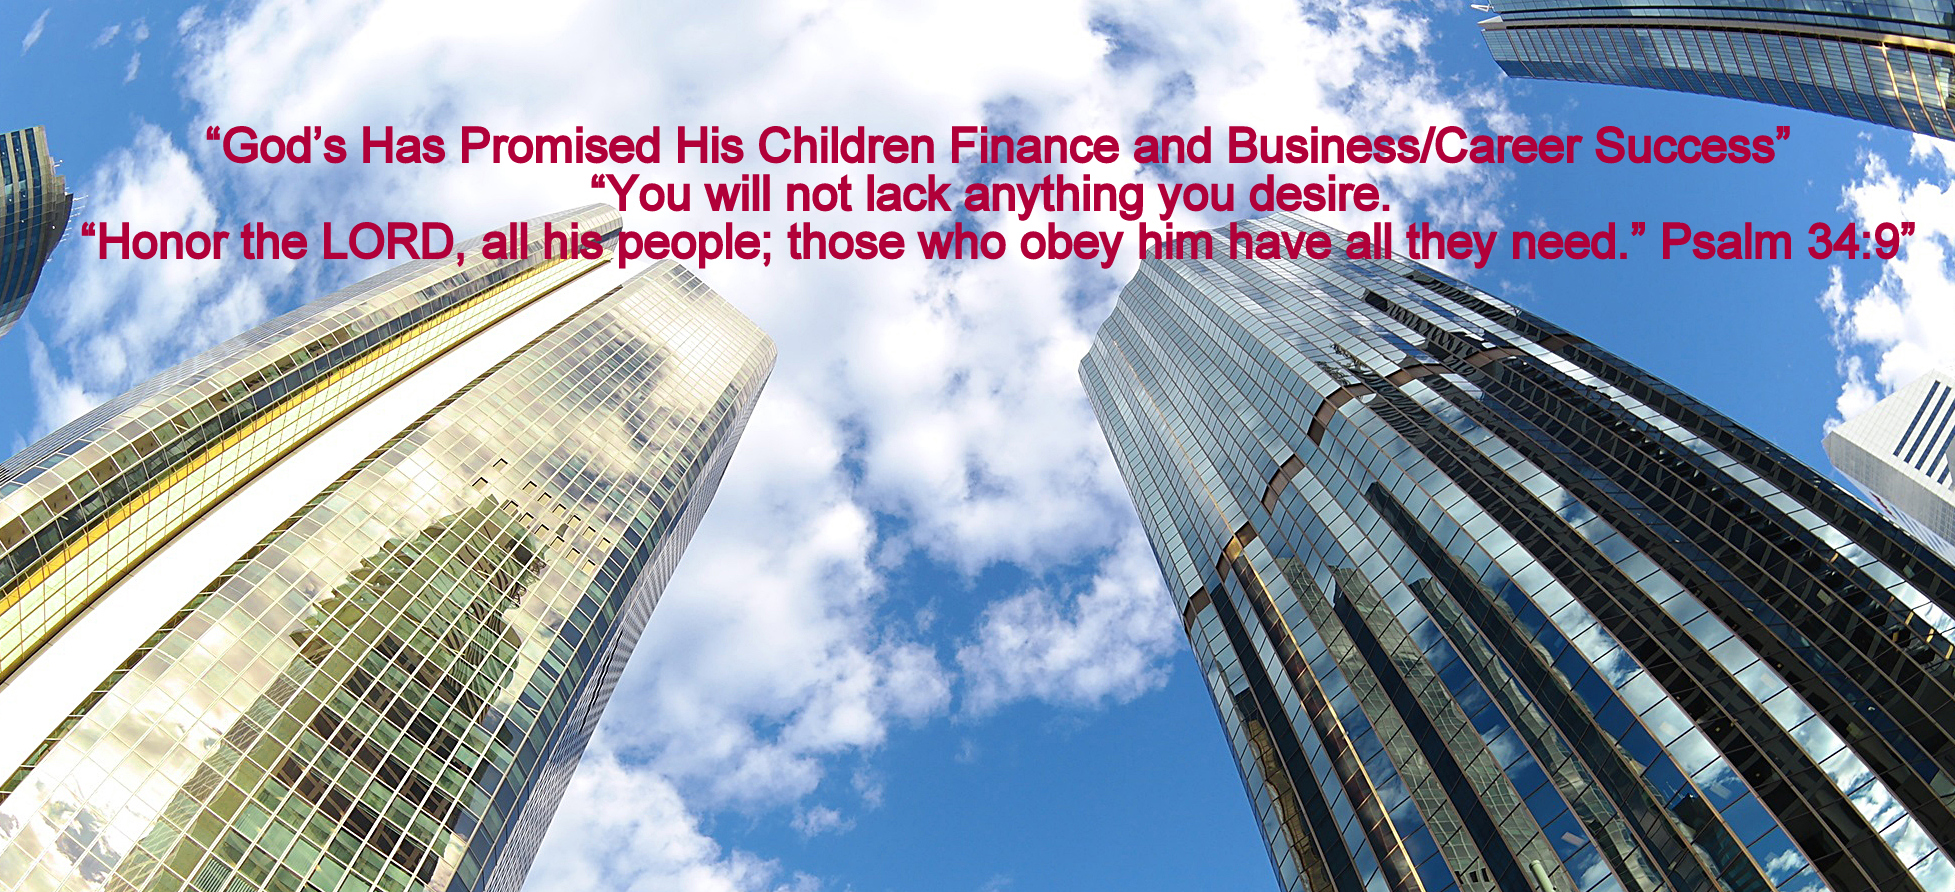 “God’s Has Promised His Children Finance and Business/Career Success”
“You will not lack anything you desire.
“Honor the LORD, all his people; those who obey him have all they need.” Psalm 34:9”